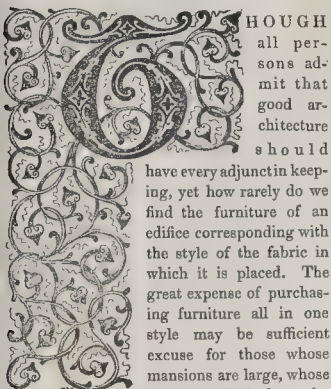 THOUGH
all per-
sons ad-
mit that
good ar-
chitecture
should
have every adjunct in keep-
ing, yet how rarely do we
find the furniture of an
edifice corresponding with
the style of the fabric in
which it is placed. The
great expense of purchas-
ing furniture all in one
style may be sufficient
excuse for those whose
mansions are large, whose